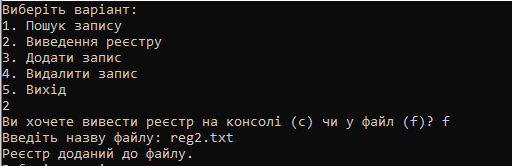 Виберіть варіант:
1. Пошук запису
2. Виведення реєстру
3. Додати запис
4. Видалити запис
5. Вихід
2
Ви хочете вивести реєстр на консолі (c) чи у файл (f)? f
Введіть назву файлу: reg2.txt
Реєстр доданий до файлу.